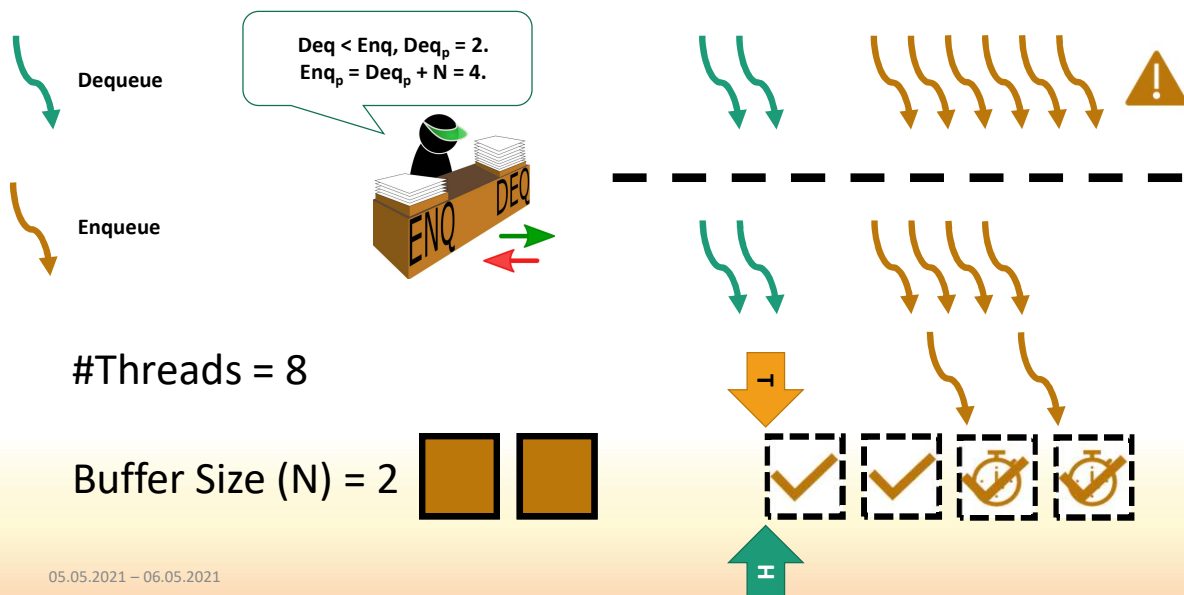 Deq < Enq, Deqₚ = 2.
Enqₚ = Deqₚ + N = 4.
Dequeue
ENQ
DEQ
Enqueue
#Threads = 8
T
Buffer Size (N) = 2
H
05.05.2021 – 06.05.2021